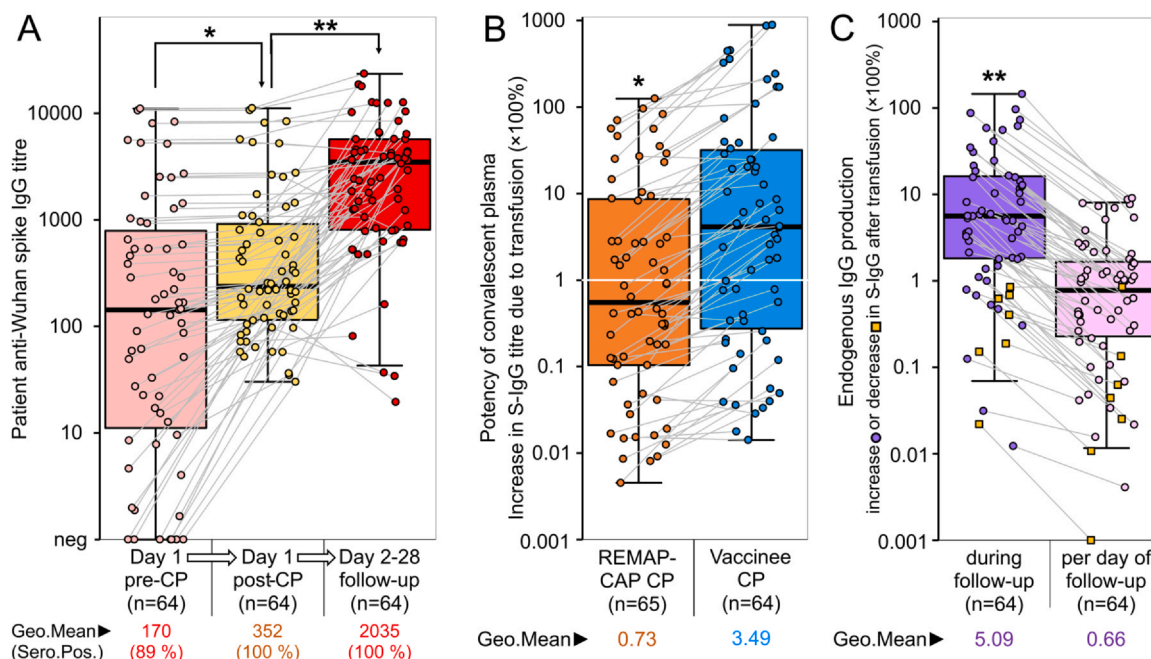 A
*
**
Patient anti-Wuhan spike IgG titre
10000
1000
100
10
neg
Day 1
pre-CP
(n=64)
Day 1
post-CP
(n=64)
Day 2-28
follow-up
(n=64)
Geo.Mean▶
(Sero.Pos.)
170
(89 %)
352
(100 %)
2035
(100 %)
B
Potency of convalescent plasma
Increase in S-IgG titre due to transfusion (×100%)
1000
100
10
1
0.1
0.01
0.001
*
REMAP-
CAP CP
(n=65)
Vaccinee
CP
(n=64)
Geo.Mean▶
0.73
3.49
C
Endogenous IgG production
increase or decrease in S-IgG after transfusion (×100%)
1000
100
10
1
0.1
0.01
0.001
**
during
follow-up
(n=64)
per day of
follow-up
(n=64)
Geo.Mean▶
5.09
0.66